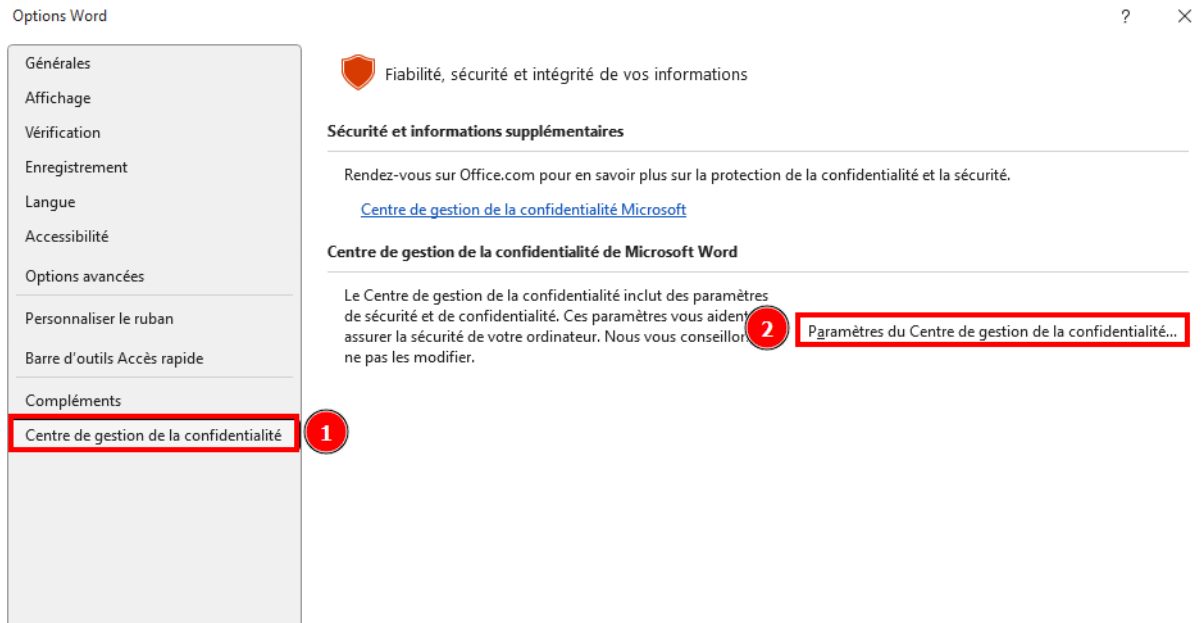 Options Word
?
Générales
Affichage
Vérification
Enregistrement
Langue
Accessibilité
Options avancées
Personnaliser le ruban
Barre d'outils Accès rapide
Compléments
Centre de gestion de la confidentialité
1
Fiabilité, sécurité et intégrité de vos informations
Sécurité et informations supplémentaires
Rendez-vous sur Office.com pour en savoir plus sur la protection de la confidentialité et la sécurité.
Centre de gestion de la confidentialité Microsoft
Centre de gestion de la confidentialité de Microsoft Word
Le Centre de gestion de la confidentialité inclut des paramètres
de sécurité et de confidentialité. Ces paramètres vous aident
assurer la sécurité de votre ordinateur. Nous vous
ne pas les modifier.
2
Paramètres du Centre de gestion de la confidentialité...